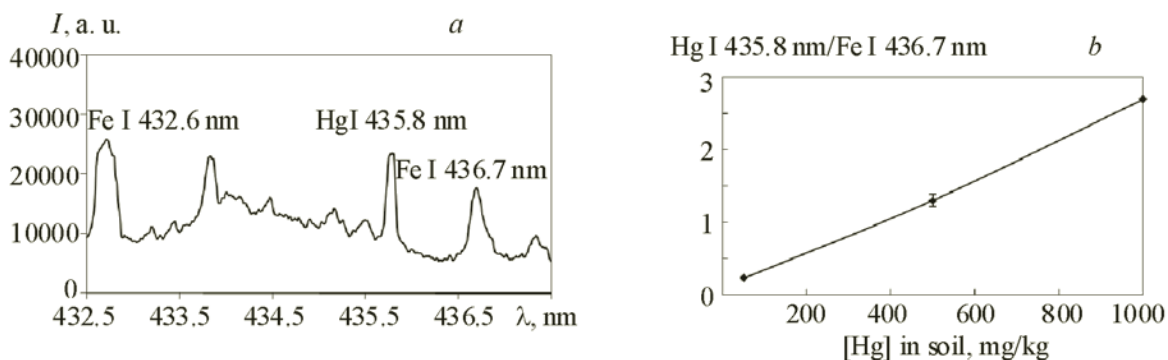 I, a. u.
a
40000
30000
Fe I 432.6 nm
HgI 435.8 nm
20000
Fe I 436.7 nm
10000
0
432.5 433.5 434.5 435.5 436.5 λ, nm
Hg I 435.8 nm/Fe I 436.7 nm
b
3
2
1
0
200 400 600 800 1000
[Hg] in soil, mg/kg